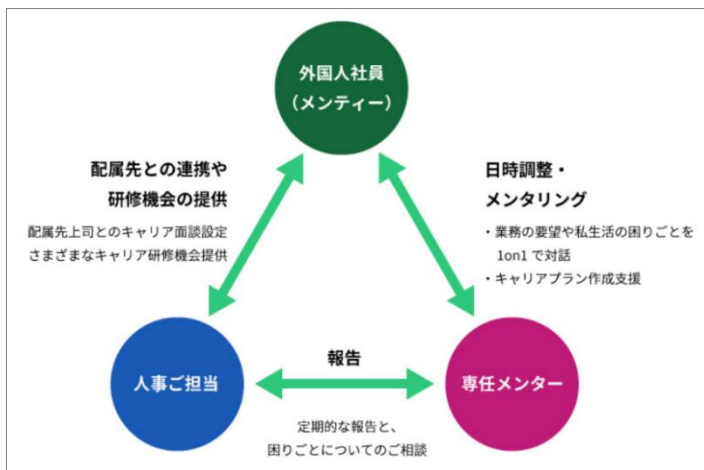 外国人社員
（メンティー）
配属先との連携や
研修機会の提供
配属先上司とのキャリア面談設定
さまざまなキャリア研修機会提供
日時調整・
メンタリング
・業務の要望や私生活の困りごとを
1on1 で対話
・キャリアプラン作成支援
人事ご担当
報告
専任メンター
定期的な報告と、
困りごとについてのご相談